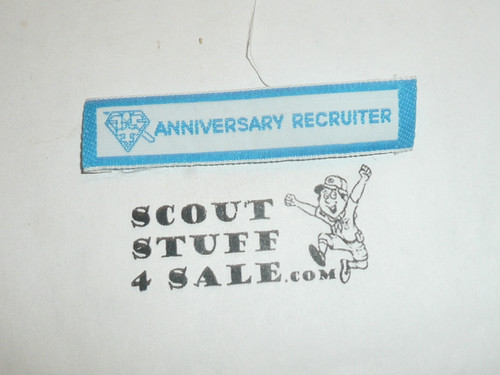 ANNIVERSARY RECRUITER
SCOUT
STUFF
4 SALE.COM